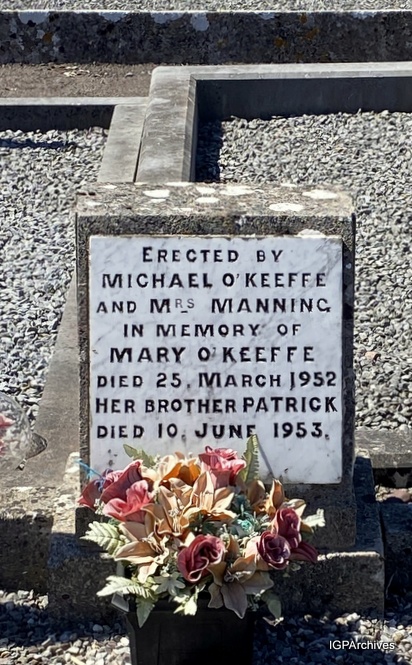 ERECTED BY
MICHAEL O'KEEFFE
AND MRS MANNING
IN MEMORY OF
MARY O'KEEFFE
DIED 25. MARCH 1952
HER BROTHER PATRICK
DIED 10. JUNE 1953.
IGPArchives